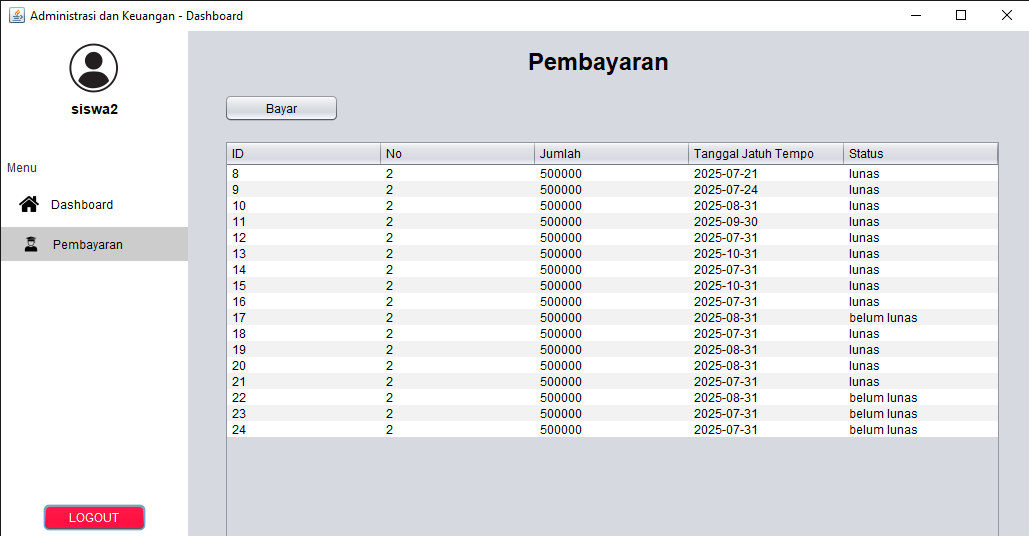 Administrasi dan Keuangan - Dashboard
siswa2
Menu
Dashboard
Pembayaran
LOGOUT
Pembayaran
Bayar
ID No Jumlah Tanggal Jatuh Tempo Status
8 2 500000 2025-07-21 lunas
9 2 500000 2025-07-24 lunas
10 2 500000 2025-08-31 lunas
11 2 500000 2025-09-30 lunas
12 2 500000 2025-07-31 lunas
13 2 500000 2025-10-31 lunas
14 2 500000 2025-07-31 lunas
15 2 500000 2025-10-31 lunas
16 2 500000 2025-07-31 lunas
17 2 500000 2025-08-31 belum lunas
18 2 500000 2025-07-31 lunas
19 2 500000 2025-08-31 lunas
20 2 500000 2025-08-31 lunas
21 2 500000 2025-07-31 lunas
22 2 500000 2025-08-31 belum lunas
23 2 500000 2025-07-31 belum lunas
24 2 500000 2025-07-31 belum lunas